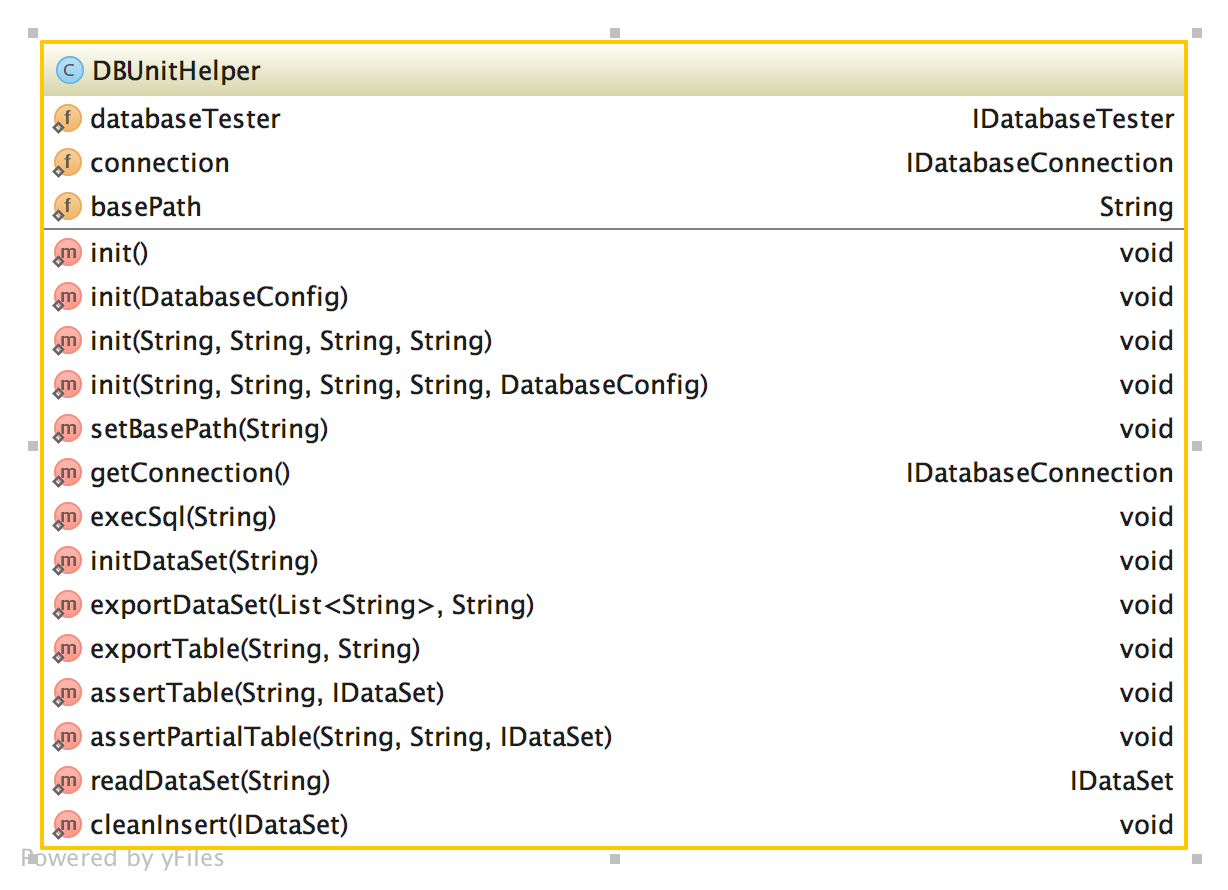 C DBUnitHelper
f databaseTester IDatabaseTester
f connection IDatabaseConnection
f basePath String
m init() void
m init(DatabaseConfig) void
m init(String, String, String, String) void
m init(String, String, String, String, DatabaseConfig) void
m setBasePath(String) void
m getConnection() IDatabaseConnection
m execSql(String) void
m initDataSet(String) void
m exportDataSet(List<String>, String) void
m exportTable(String, String) void
m assertTable(String, IDataSet) void
m assertPartialTable(String, String, IDataSet) void
m readDataSet(String) IDataSet
m cleanInsert(IDataSet) void
Powered by yFiles